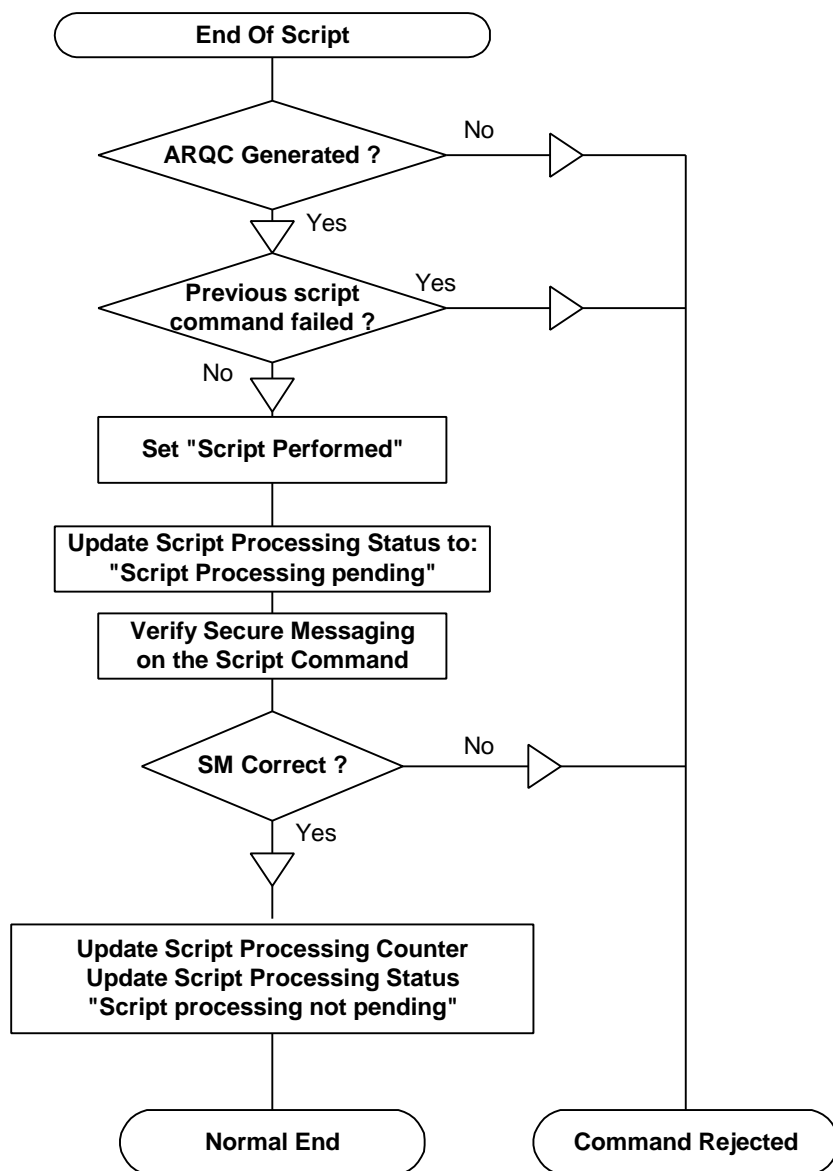 End Of Script
ARQC Generated ?
No
Yes
Previous script
command failed ?
Yes
No
Set "Script Performed"
Update Script Processing Status to:
"Script Processing pending"
Verify Secure Messaging
on the Script Command
SM Correct ?
No
Yes
Update Script Processing Counter
Update Script Processing Status
"Script processing not pending"
Normal End
Command Rejected